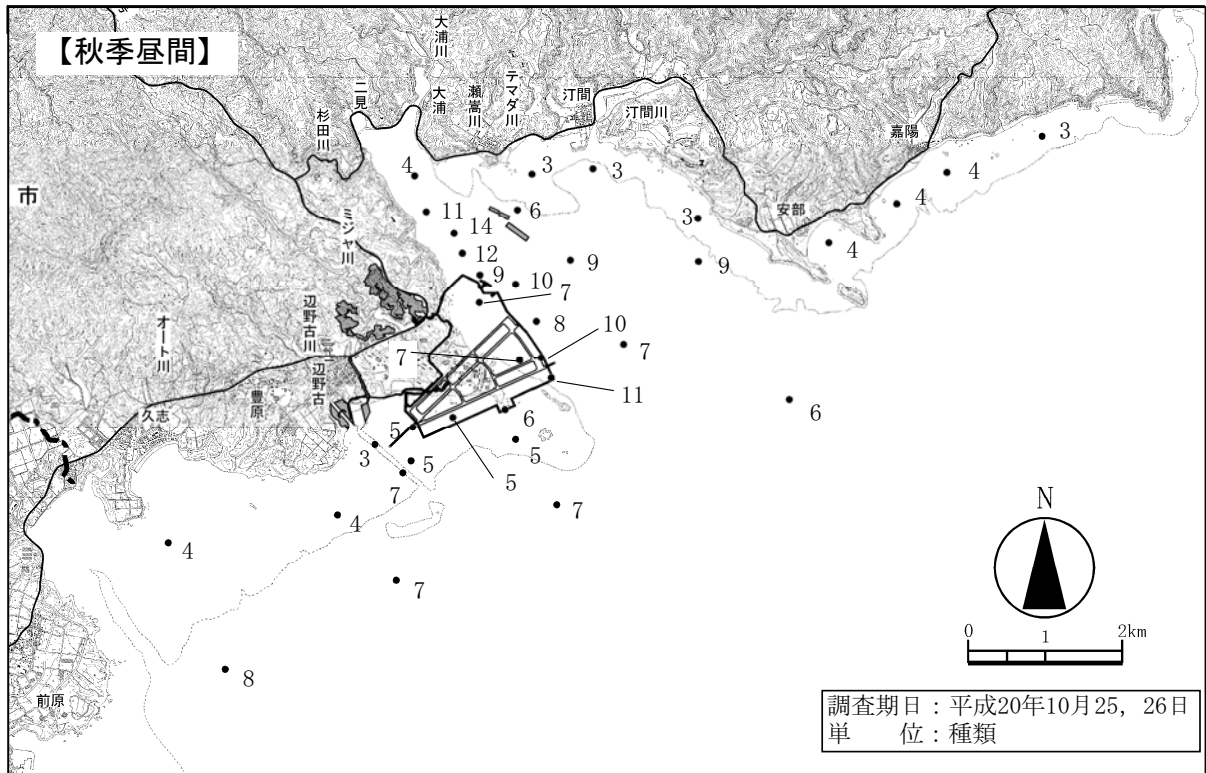 【秋季昼間】
大浦川
大浦
瀬嵩川
テマダ川
汀間
汀間川
嘉陽
安部
二見
杉田川
市
ミジャ川
辺野古川
辺野古
オート川
豊原
久志
前原
3
4
4
4
3
3
3
9
4
11
14
12
9
6
10
9
7
8
10
7
7
11
6
6
5
5
5
5
3
7
7
4
4
7
8
N
0 1 2km
調査期日：平成20年10月25，26日
単　　位：種類